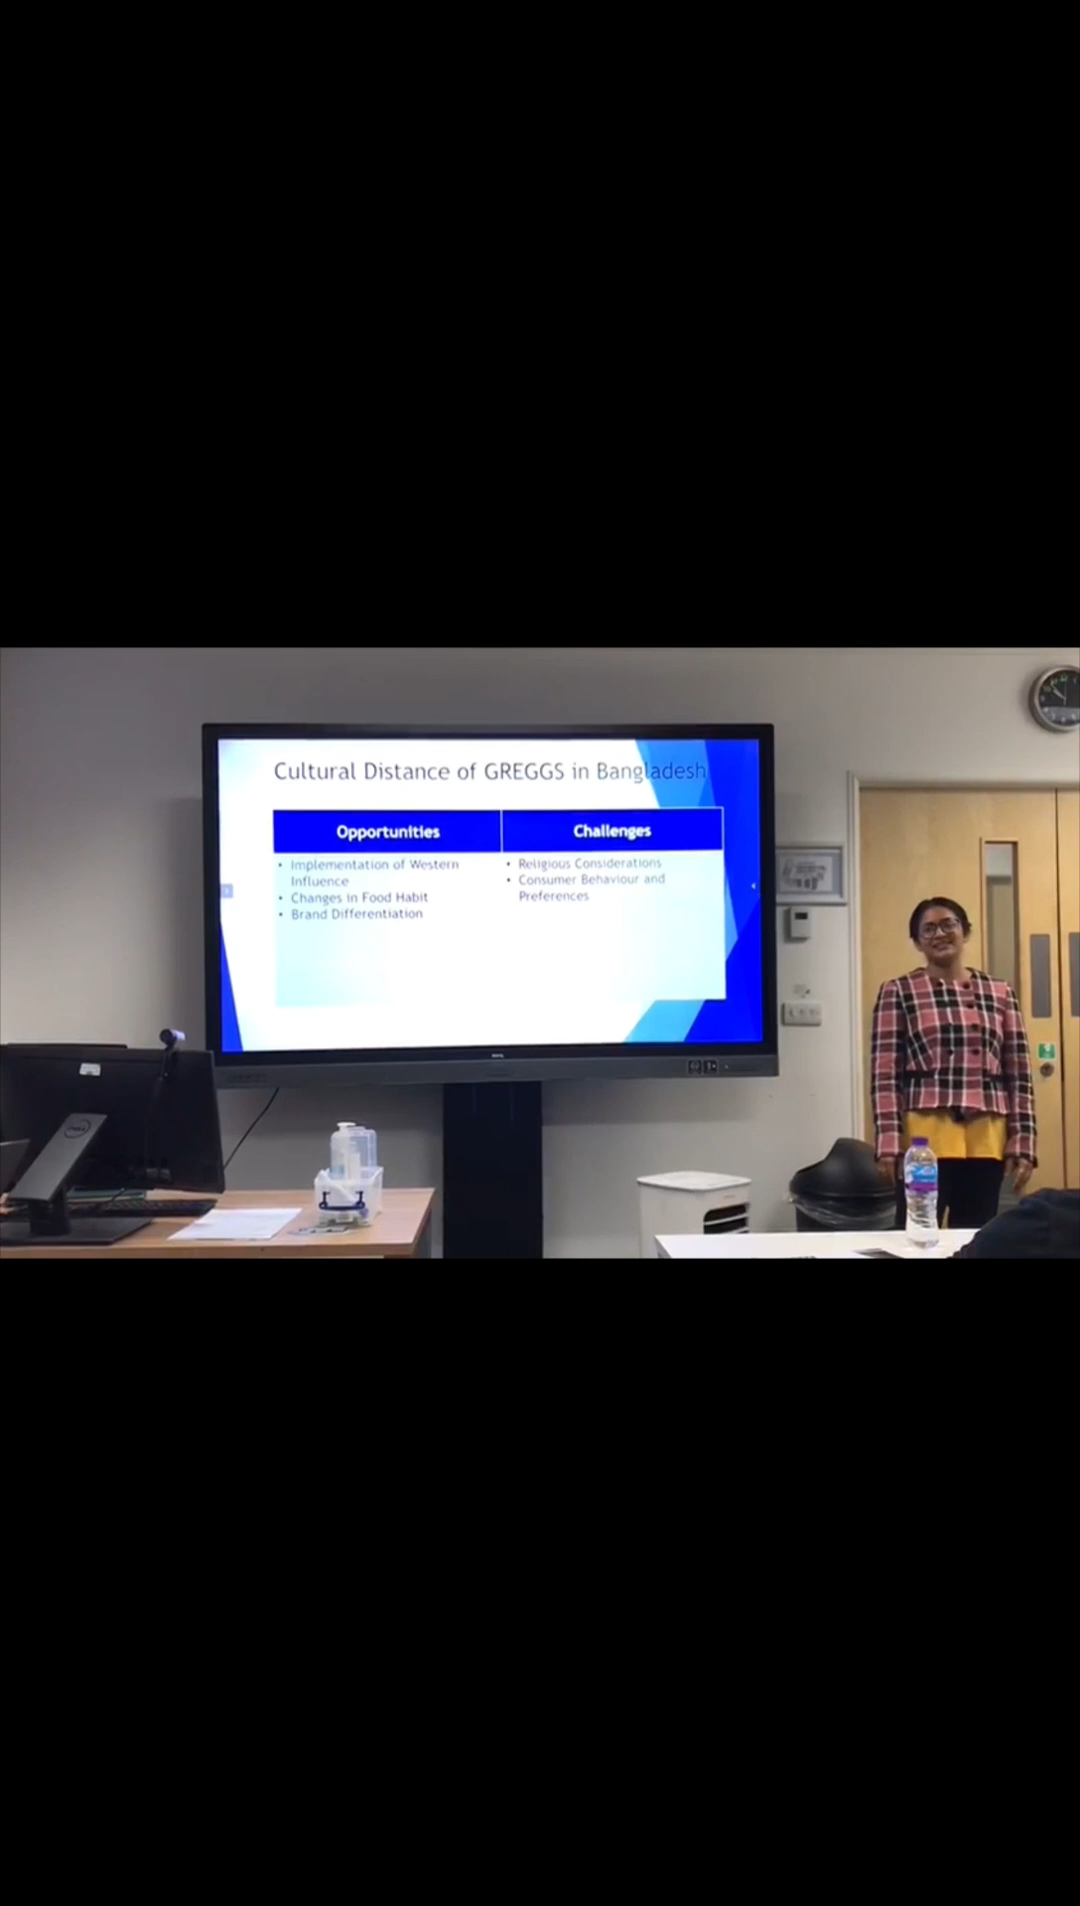 Cultural Distance of GREGGS in Bangladesh
Opportunities
Challenges
• Implementation of Western
Influence
• Changes in Food Habit
• Brand Differentiation
• Religious Considerations
• Consumer Behaviour and
Preferences
DELL